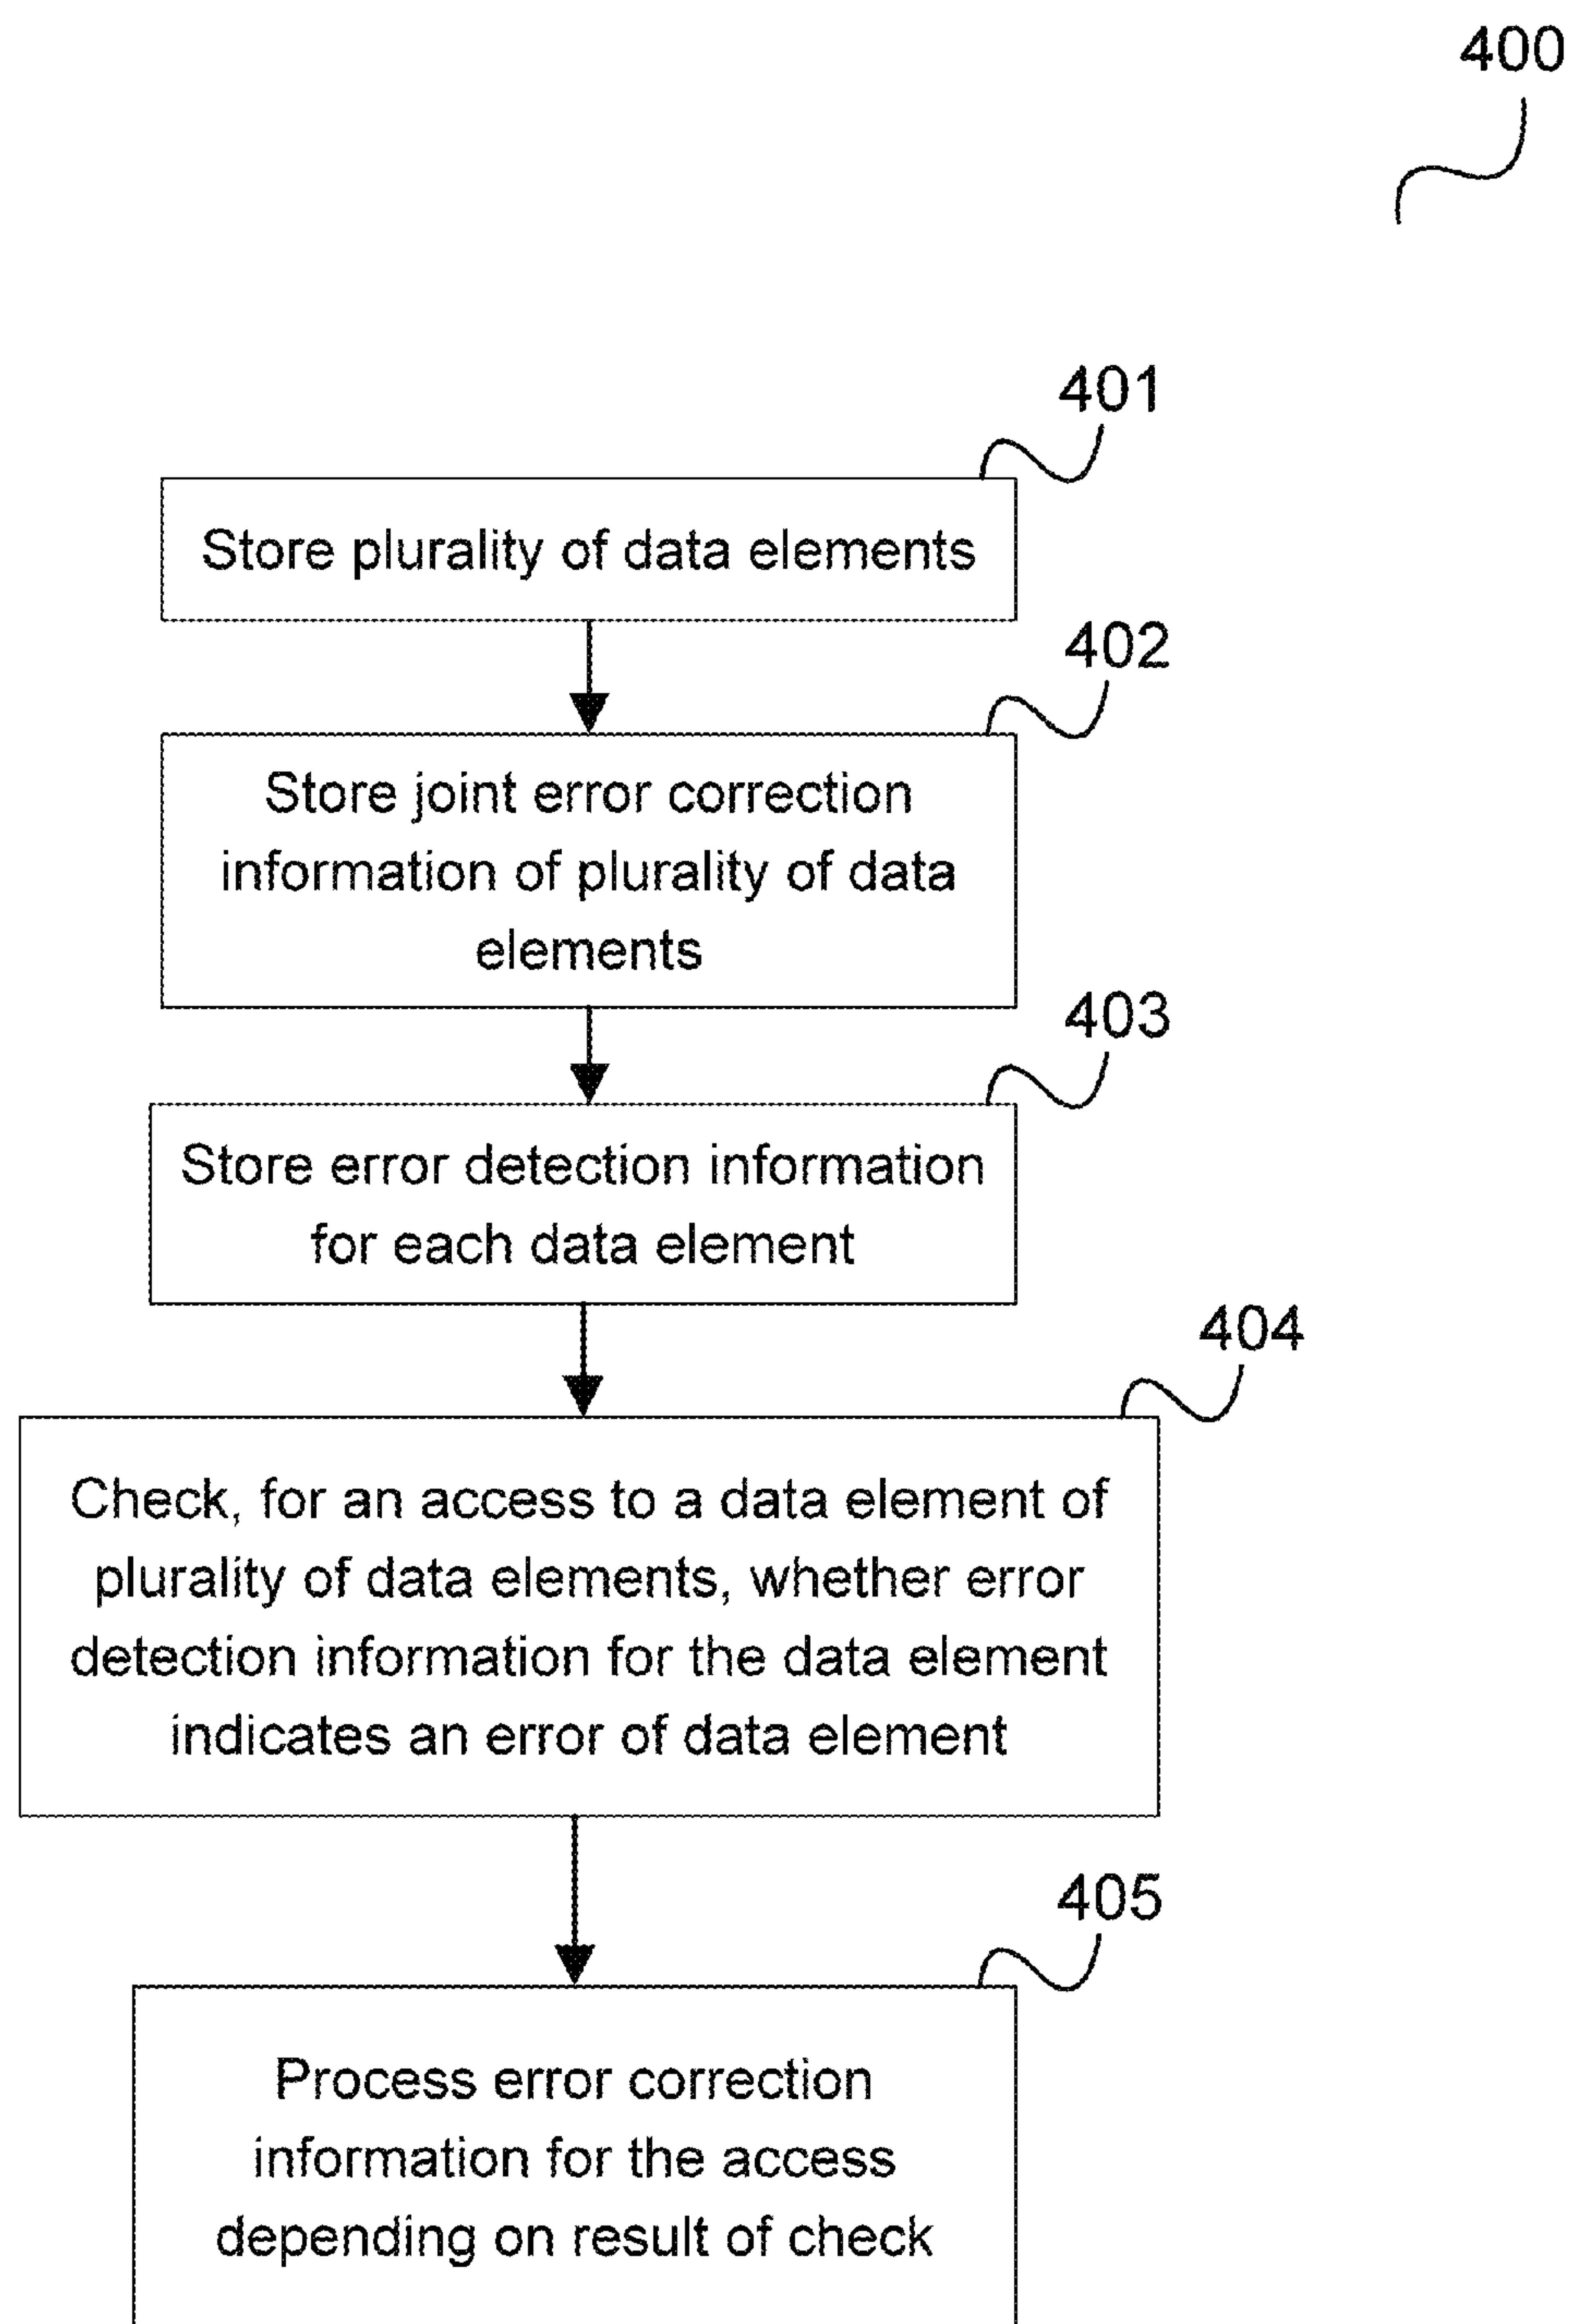 400
401
Store plurality of data elements
402
Store joint error correction
information of plurality of data
elements
403
Store error detection information
for each data element
404
Check, for an access to a data element of
plurality of data elements, whether error
detection information for the data element
indicates an error of data element
405
Process error correction
information for the access
depending on result of check